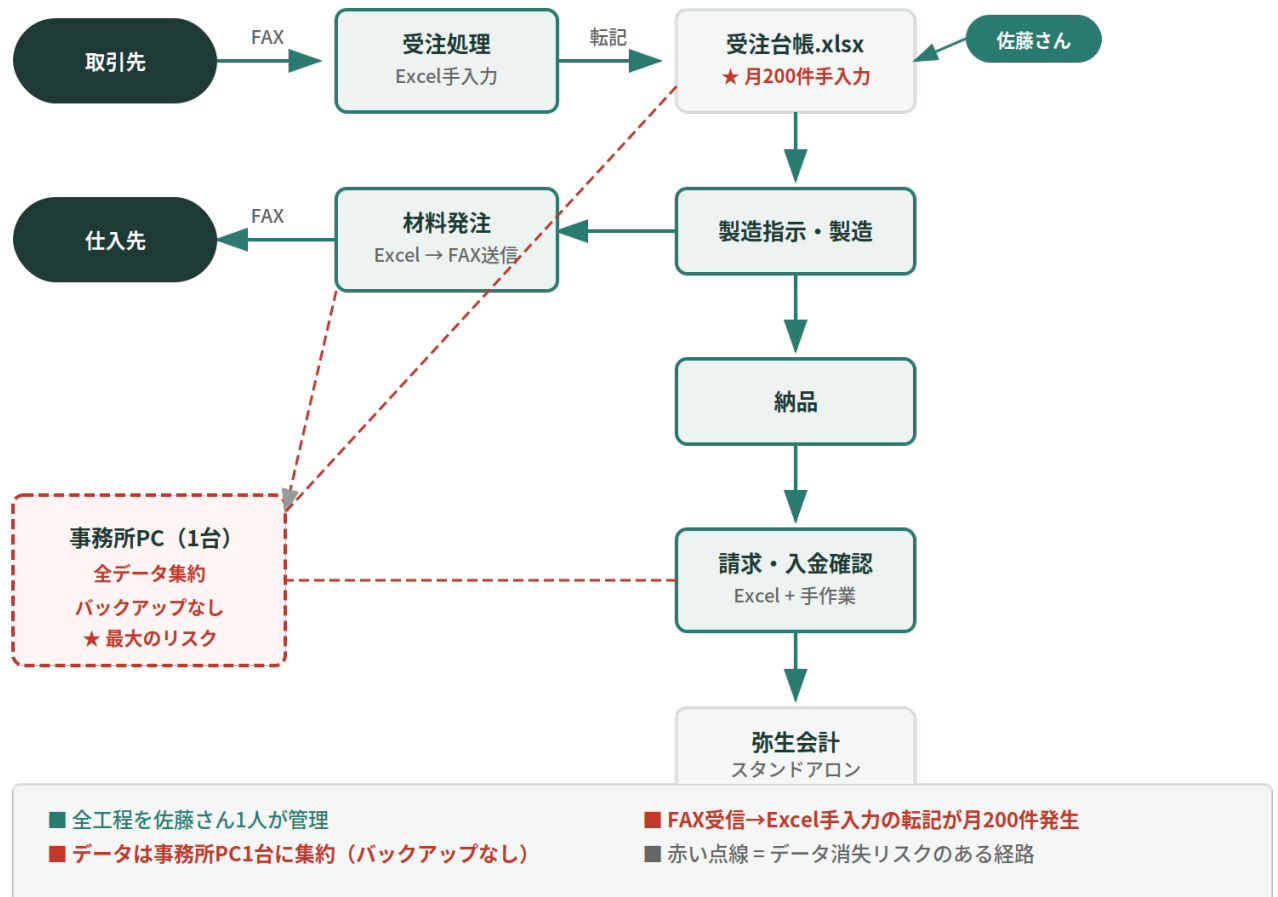 取引先
FAX
受注処理
Excel手入力
転記
受注台帳.xlsx
★ 月200件手入力
佐藤さん
仕入先
FAX
材料発注
Excel → FAX送信
製造指示・製造
納品
事務所PC（1台）
全データ集約
バックアップなし
★ 最大のリスク
請求・入金確認
Excel + 手作業
弥生会計
スタンドアロン
■ 全工程を佐藤さん1人が管理
■ FAX受信→Excel手入力の転記が月200件発生
■ データは事務所PC1台に集約（バックアップなし）
■ 赤い点線 = データ消失リスクのある経路